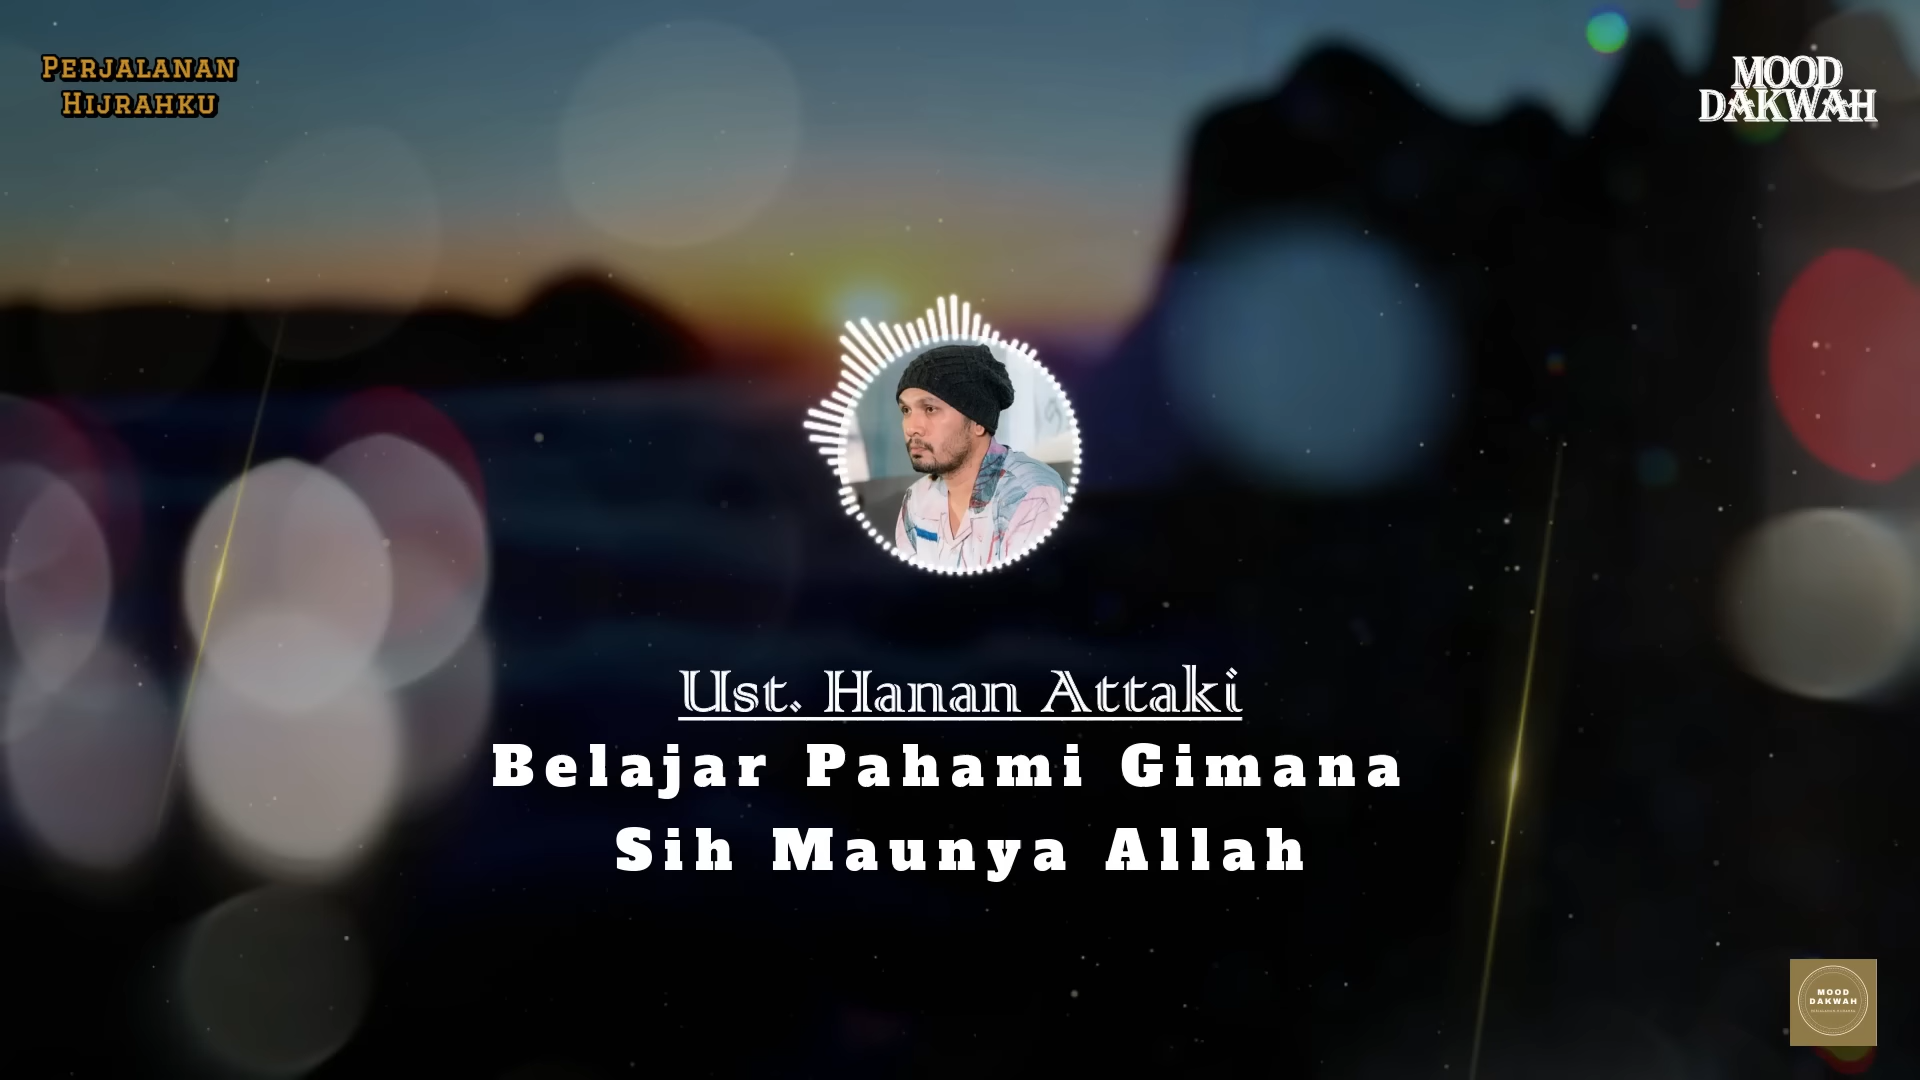 PERJALANAN
HIJRAHKU
MOOD
DAKWAH
Ust. Hanan Attaki
Belajar Pahami Gimana
Sih Maunya Allah
MOOD
DAKWAH